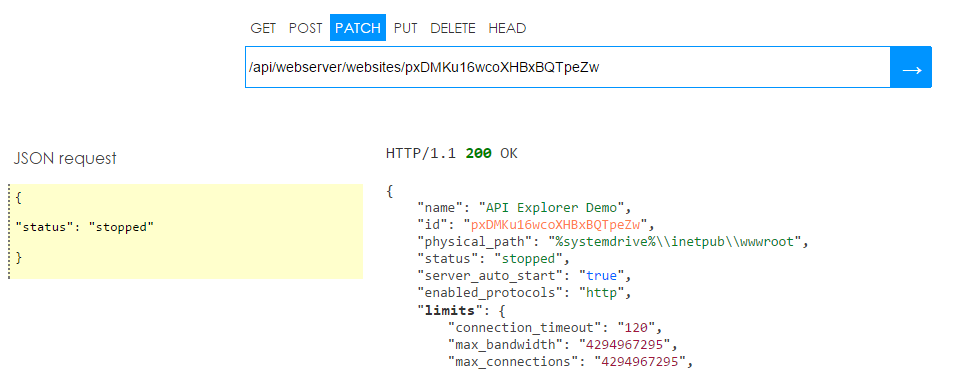 GET POST PATCH PUT DELETE HEAD
/api/webserver/websites/pxDMKu16wcoXHBxBQTpeZw →
JSON request
{
"status": "stopped"
}
HTTP/1.1 200 OK
{
"name": "API Explorer Demo",
"id": "pxDMKu16wcoXHBxBQTpeZw",
"physical_path": "%systemdrive%\\inetpub\\wwwroot",
"status": "stopped",
"server_auto_start": "true",
"enabled_protocols": "http",
"limits": {
"connection_timeout": "120",
"max_bandwidth": "4294967295",
"max_connections": "4294967295",